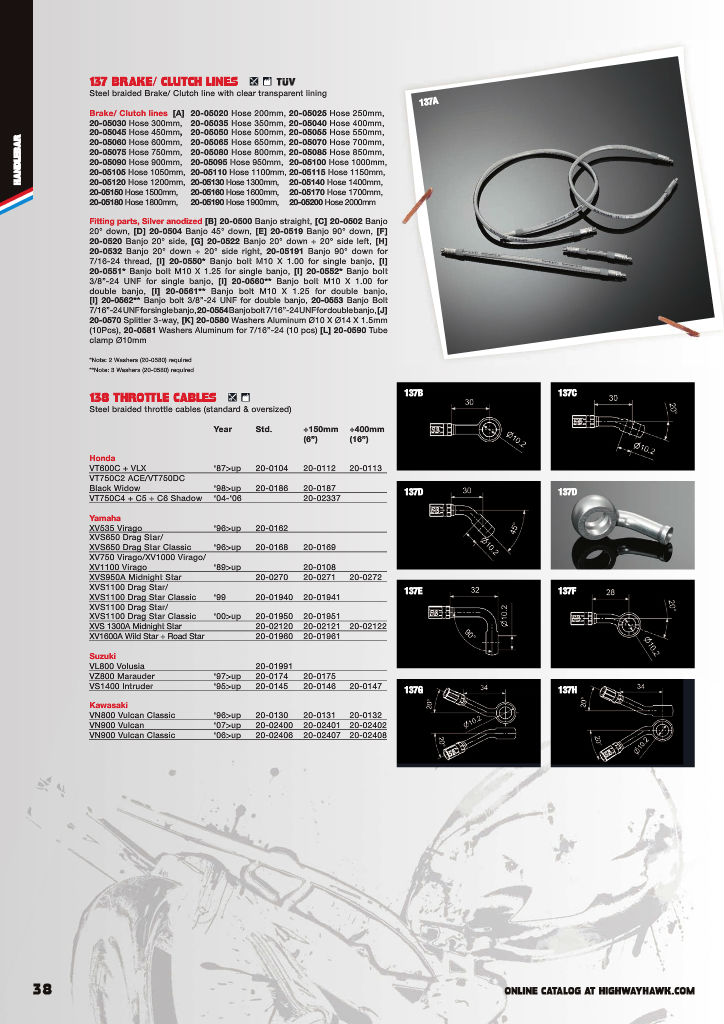 HANDLEBAR
137 BRAKE/ CLUTCH LINES TÜV
Steel braided Brake/ Clutch line with clear transparent lining
Brake/ Clutch lines [A] 20-05020 Hose 200mm, 20-05025 Hose 250mm,
20-05030 Hose 300mm, 20-05035 Hose 350mm, 20-05040 Hose 400mm,
20-05045 Hose 450mm, 20-05050 Hose 500mm, 20-05055 Hose 550mm,
20-05060 Hose 600mm, 20-05065 Hose 650mm, 20-05070 Hose 700mm,
20-05075 Hose 750mm, 20-05080 Hose 800mm, 20-05085 Hose 850mm,
20-05090 Hose 900mm, 20-05095 Hose 950mm, 20-05100 Hose 1000mm,
20-05105 Hose 1050mm, 20-05110 Hose 1100mm, 20-05115 Hose 1150mm,
20-05120 Hose 1200mm, 20-05130 Hose 1300mm, 20-05140 Hose 1400mm,
20-05150 Hose 1500mm, 20-05160 Hose 1600mm, 20-05170 Hose 1700mm,
20-05180 Hose 1800mm, 20-05190 Hose 1900mm, 20-05200 Hose 2000mm
Fitting parts, Silver anodized [B] 20-0500 Banjo straight, [C] 20-0502 Banjo
20° down, [D] 20-0504 Banjo 45° down, [E] 20-0519 Banjo 90° down, [F]
20-0520 Banjo 20° side, [G] 20-0522 Banjo 20° down + 20° side left, [H]
20-0532 Banjo 20° down + 20° side right, 20-05191 Banjo 90° down for
7/16-24 thread, [I] 20-0550* Banjo bolt M10 X 1.00 for single banjo, [I]
20-0551* Banjo bolt M10 X 1.25 for single banjo, [I] 20-0552* Banjo bolt
3/8”-24 UNF for single banjo, [I] 20-0560** Banjo bolt M10 X 1.00 for
double banjo, [I] 20-0561** Banjo bolt M10 X 1.25 for double banjo,
[I] 20-0562** Banjo bolt 3/8”-24 UNF for double banjo, 20-0553 Banjo Bolt
7/16”-24 UNF for single banjo, 20-0554 Banjo bolt 7/16”-24 UNF for double banjo, [J]
20-0570 Splitter 3-way, [K] 20-0580 Washers Aluminum Ø10 X Ø14 X 1.5mm
(10Pcs), 20-0581 Washers Aluminum for 7/16”-24 (10 pcs) [L] 20-0590 Tube
clamp Ø10mm
*Note: 2 Washers (20-0580) required
**Note: 3 Washers (20-0580) required
138 THROTTLE CABLES
Steel braided throttle cables (standard & oversized)
Year Std. +150mm +400mm
(6”) (16”)
Honda
VT600C + VLX '87>up 20-0104 20-0112 20-0113
VT750C2 ACE/VT750DC
Black Widow '98>up 20-0186 20-0187
VT750C4 + C5 + C6 Shadow '04-'06 20-02337
Yamaha
XV535 Virago '96>up 20-0162
XVS650 Drag Star/
XVS650 Drag Star Classic '96>up 20-0168 20-0169
XV750 Virago/XV1000 Virago/
XV1100 Virago '89>up 20-0108
XVS950A Midnight Star 20-0270 20-0271 20-0272
XVS1100 Drag Star/
XVS1100 Drag Star Classic '99 20-01940 20-01941
XVS1100 Drag Star/
XVS1100 Drag Star Classic '00>up 20-01950 20-01951
XVS 1300A Midnight Star 20-02120 20-02121 20-02122
XV1600A Wild Star + Road Star 20-01960 20-01961
Suzuki
VL800 Volusia 20-01991
VZ800 Marauder '97>up 20-0174 20-0175
VS1400 Intruder '95>up 20-0145 20-0146 20-0147
Kawasaki
VN800 Vulcan Classic '96>up 20-0130 20-0131 20-0132
VN900 Vulcan '07>up 20-02400 20-02401 20-02402
VN900 Vulcan Classic '06>up 20-02406 20-02407 20-02408
137A
137B
30
Ø10,2
137C
30
20°
Ø10,2
137D
30
45°
Ø10,2
137D
137E
32
90°
Ø10,2
137F
28
20°
Ø10,2
137G
34
20°
Ø10,2
20°
137H
34
20°
20°
Ø10,2
38
ONLINE CATALOG AT HIGHWAYHAWK.COM